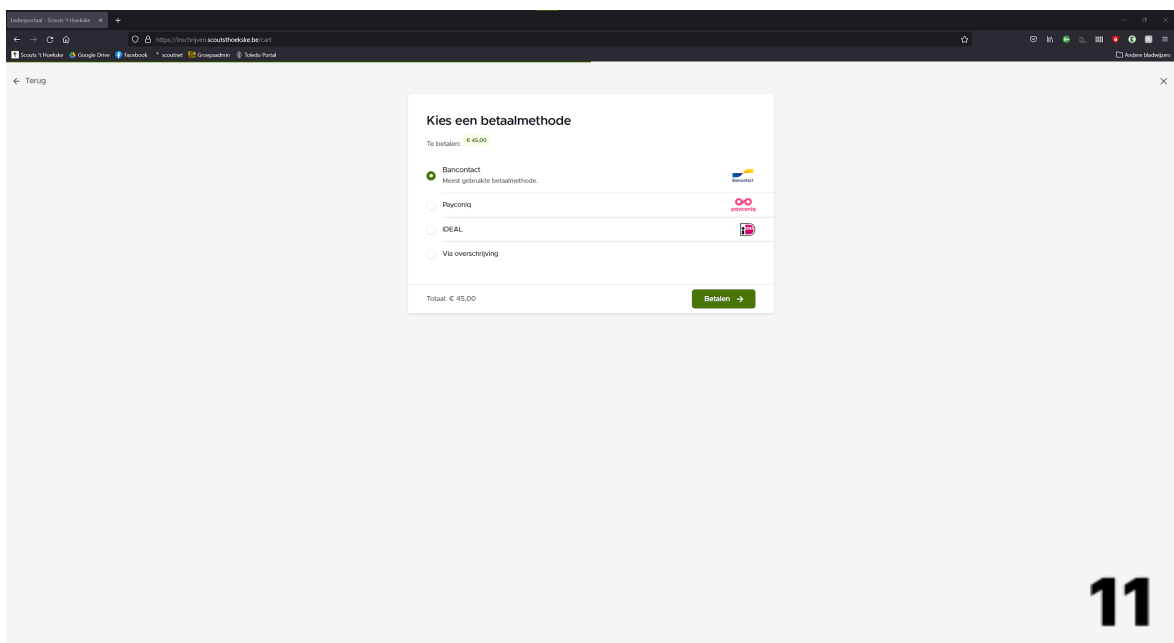 Ledenportaal - Scouts 't Hoekske
https://inschrijven.scoutsthoekske.be/cart
Scouts 't Hoekske Google Drive Facebook scoutnet Groepsadmin Toledo Portal Andere bladwijzers
Terug
Kies een betaalmethode
Te betalen: € 45,00
Bancontact
Meest gebruikte betaalmethode.
Bancontact
Payconiq
payconiq
iDEAL
Via overschrijving
Totaal: € 45,00 Betalen
11